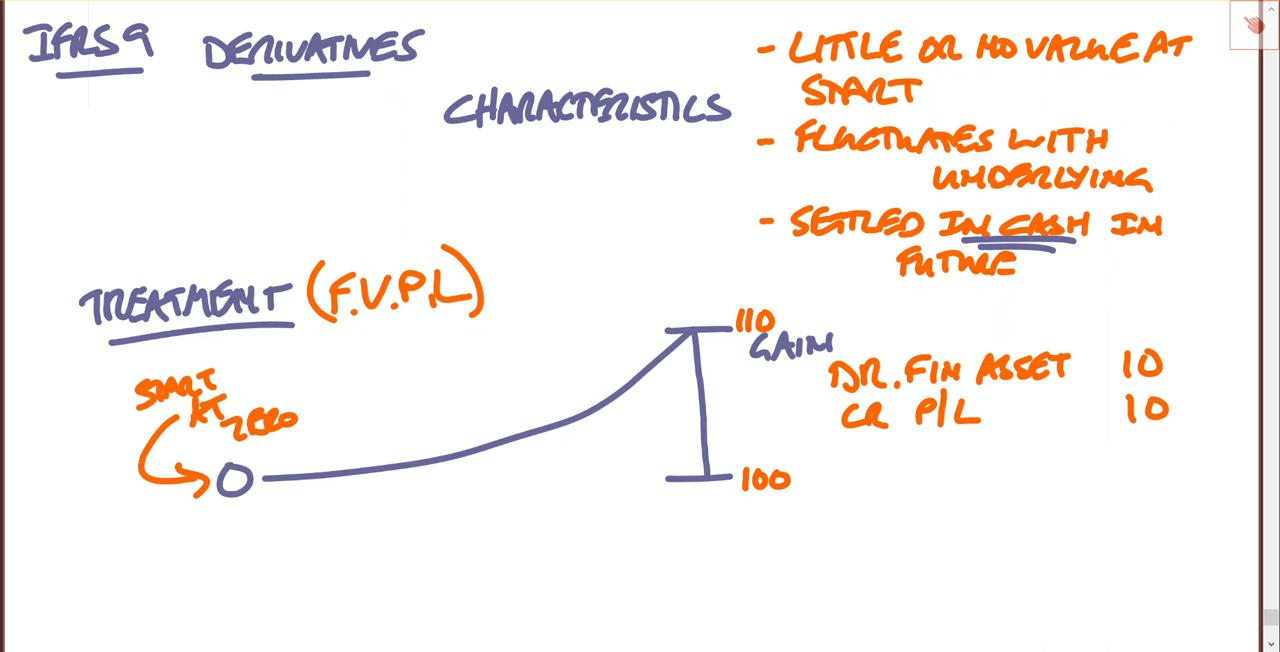 IFRS 9 DERIVATIVES
CHARACTERISTICS
- LITTLE OR NO VALUE AT
START
- FLUCTUATES WITH
UNDERLYING
- SETTLED IN CASH IN
FUTURE
TREATMENT (F.V.P.L)
START
AT
ZERO
110
GAIN
100
DR. FIN ASSET 10
CR P/L 10